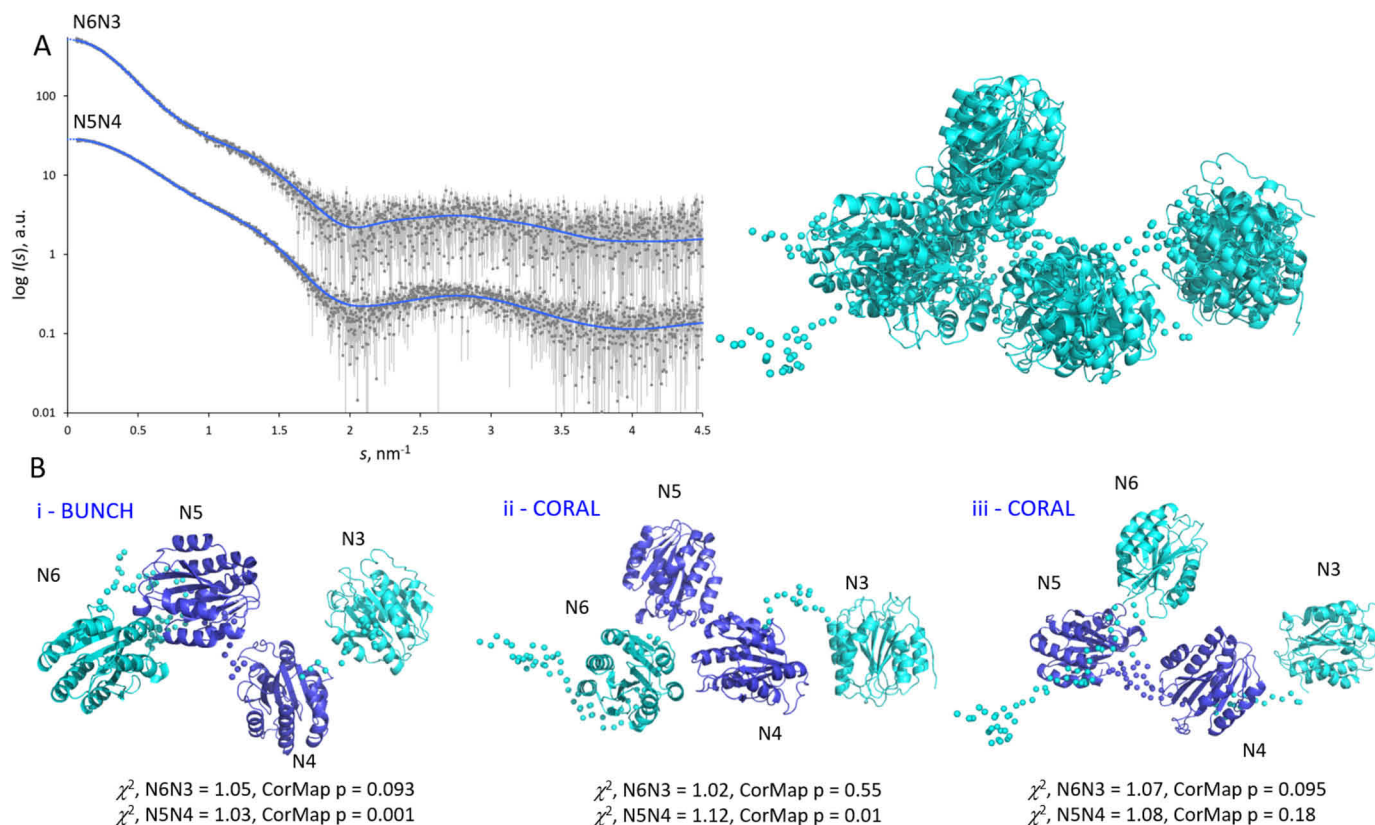 A
N6N3
N5N4
log I(s), a.u.
100
10
1
0.1
0.01
0 0.5 1 1.5 2 2.5 3 3.5 4 4.5
s, nm⁻¹
B
i - BUNCH
N5
N3
N6
N4
χ², N6N3 = 1.05, CorMap p = 0.093
χ², N5N4 = 1.03, CorMap p = 0.001
ii - CORAL
N5
N6
N3
N4
χ², N6N3 = 1.02, CorMap p = 0.55
χ², N5N4 = 1.12, CorMap p = 0.01
iii - CORAL
N6
N5
N3
N4
χ², N6N3 = 1.07, CorMap p = 0.095
χ², N5N4 = 1.08, CorMap p = 0.18